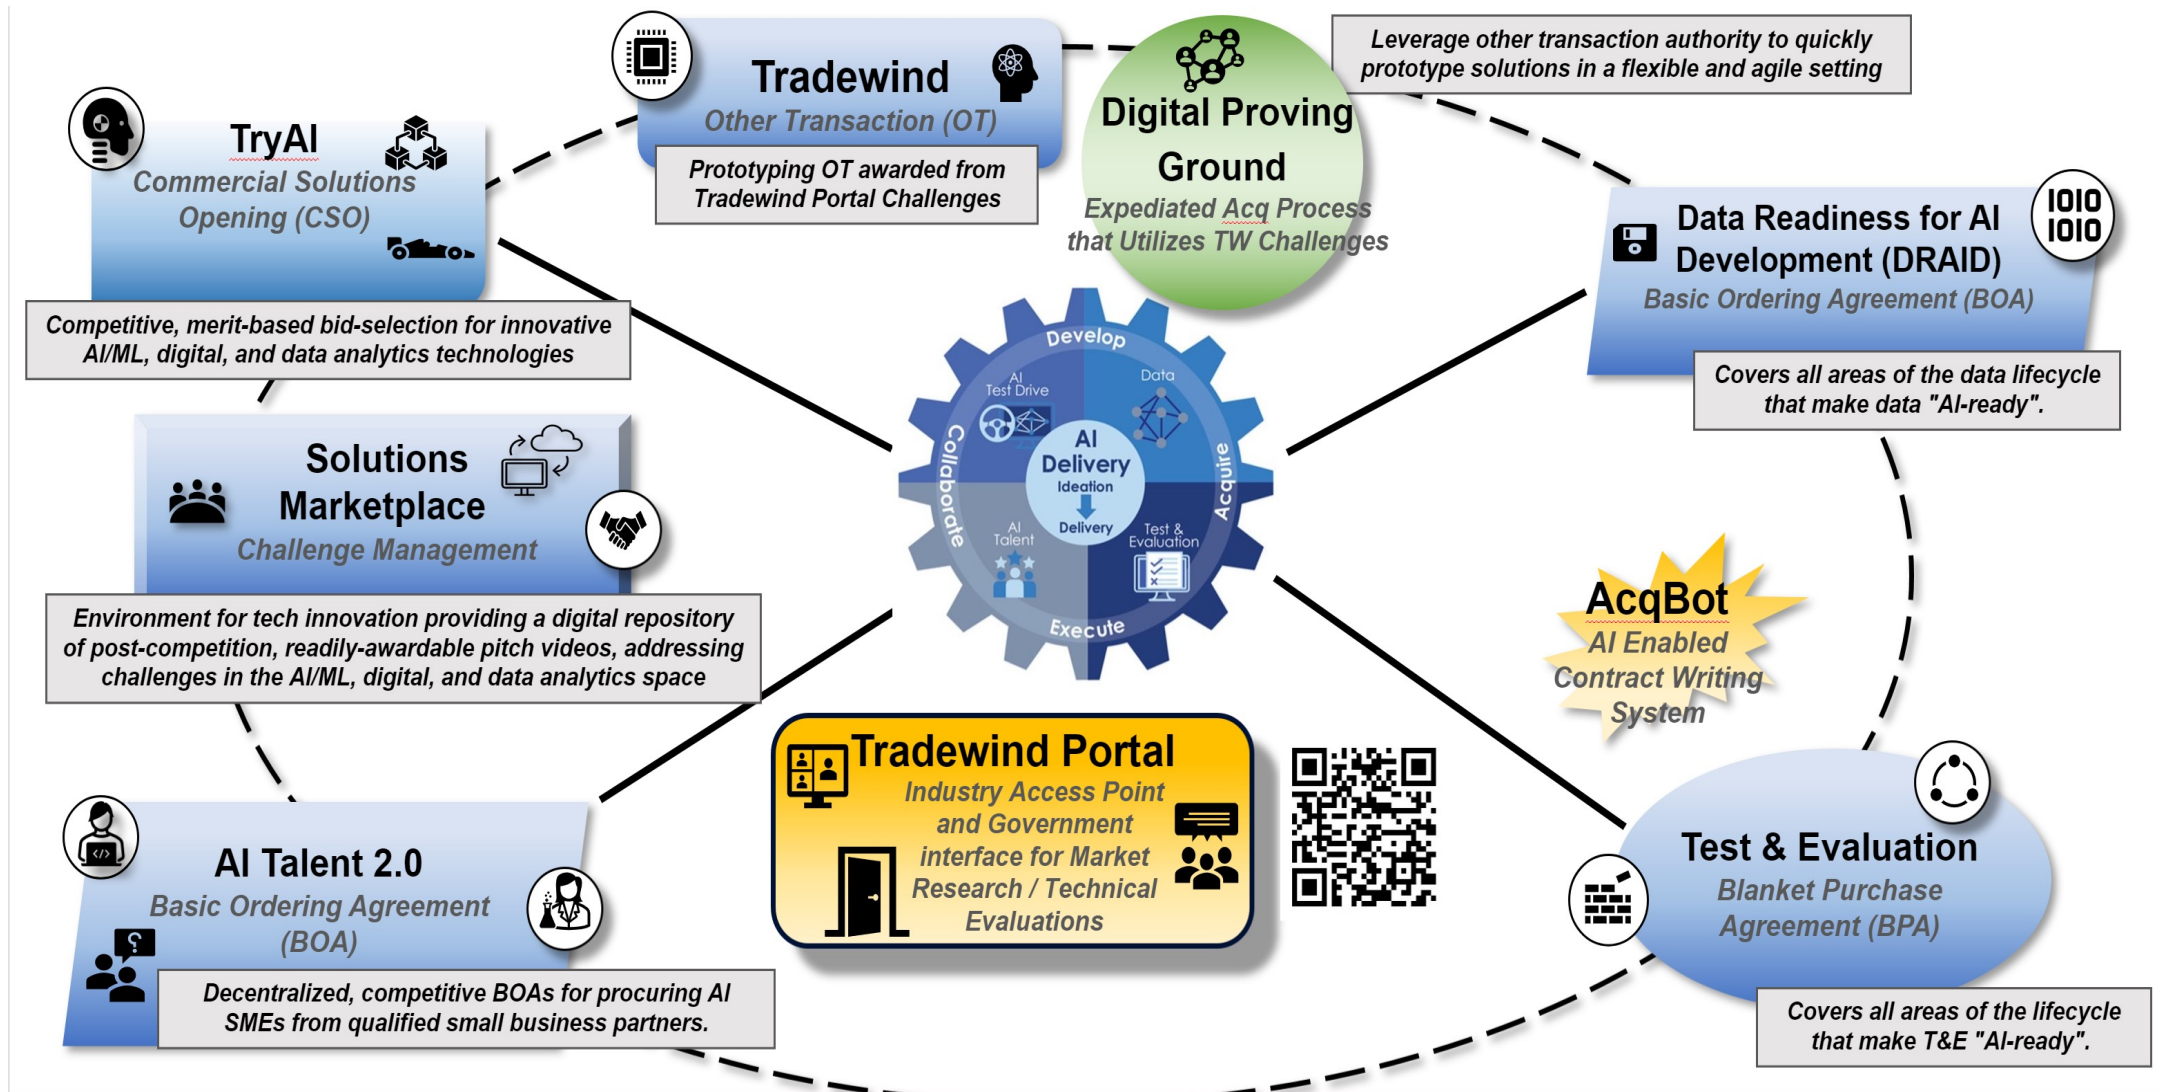 Tradewind
Other Transaction (OT)
Prototyping OT awarded from
Tradewind Portal Challenges
Digital Proving
Ground
Expediated Acq Process
that Utilizes TW Challenges
Leverage other transaction authority to quickly
prototype solutions in a flexible and agile setting
TryAI
Commercial Solutions
Opening (CSO)
Competitive, merit-based bid-selection for innovative
AI/ML, digital, and data analytics technologies
Data Readiness for AI
Development (DRAID)
Basic Ordering Agreement (BOA)
1010
1010
Covers all areas of the data lifecycle
that make data "AI-ready".
Solutions
Marketplace
Challenge Management
Environment for tech innovation providing a digital repository
of post-competition, readily-awardable pitch videos, addressing
challenges in the AI/ML, digital, and data analytics space
Develop
AI
Test Drive
Data
Collaborate
Acquire
AI
Delivery
Ideation
Delivery
AI
Talent
Test &
Evaluation
Execute
AcqBot
AI Enabled
Contract Writing
System
Tradewind Portal
Industry Access Point
and Government
interface for Market
Research / Technical
Evaluations
AI Talent 2.0
Basic Ordering Agreement
(BOA)
</>
?
Decentralized, competitive BOAs for procuring AI
SMEs from qualified small business partners.
Test & Evaluation
Blanket Purchase
Agreement (BPA)
Covers all areas of the lifecycle
that make T&E "AI-ready".